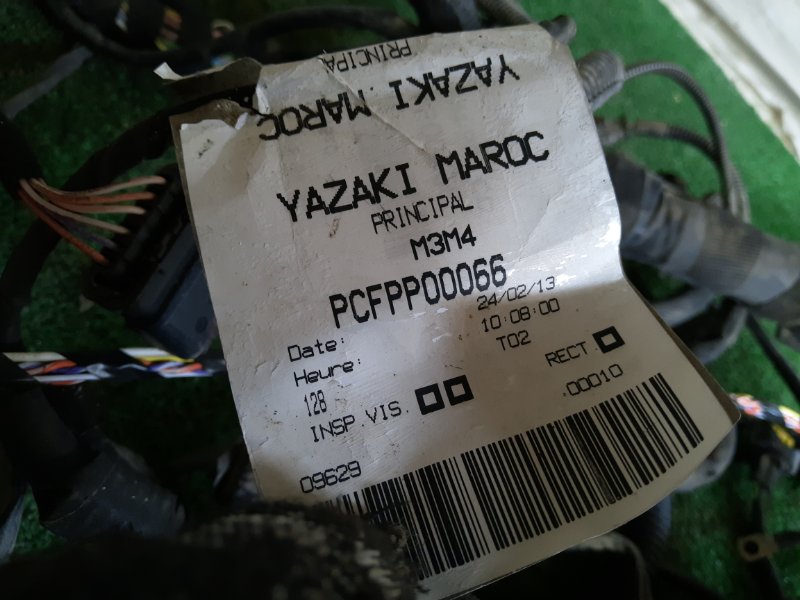 PRINCIPAL
YAZAKI MAROC
YAZAKI MAROC
PRINCIPAL
M3M4
PCFPP00066
Date: 24/02/13
Heure: 10:08:00
128 T02
INSP VIS. RECT.
09629 .00010